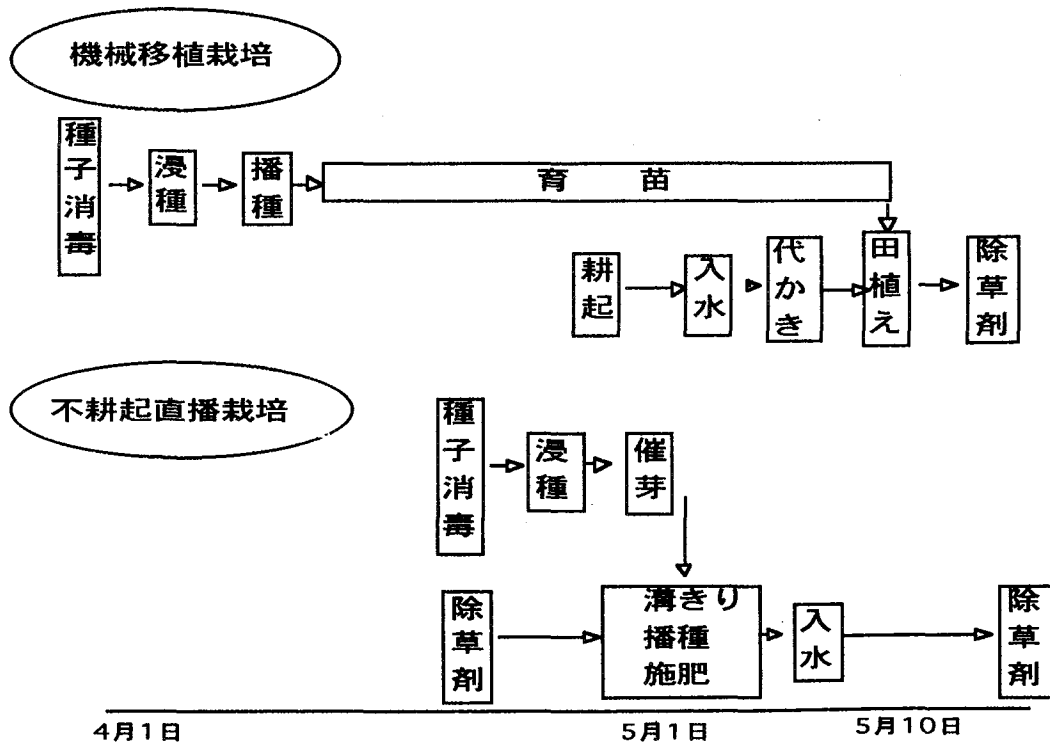 機械移植栽培
種子消毒
浸種
播種
育　苗
耕起
入水
代かき
田植え
除草剤
不耕起直播栽培
種子消毒
浸種
催芽
除草剤
溝きり
播種
施肥
入水
除草剤
4月1日
5月1日
5月10日